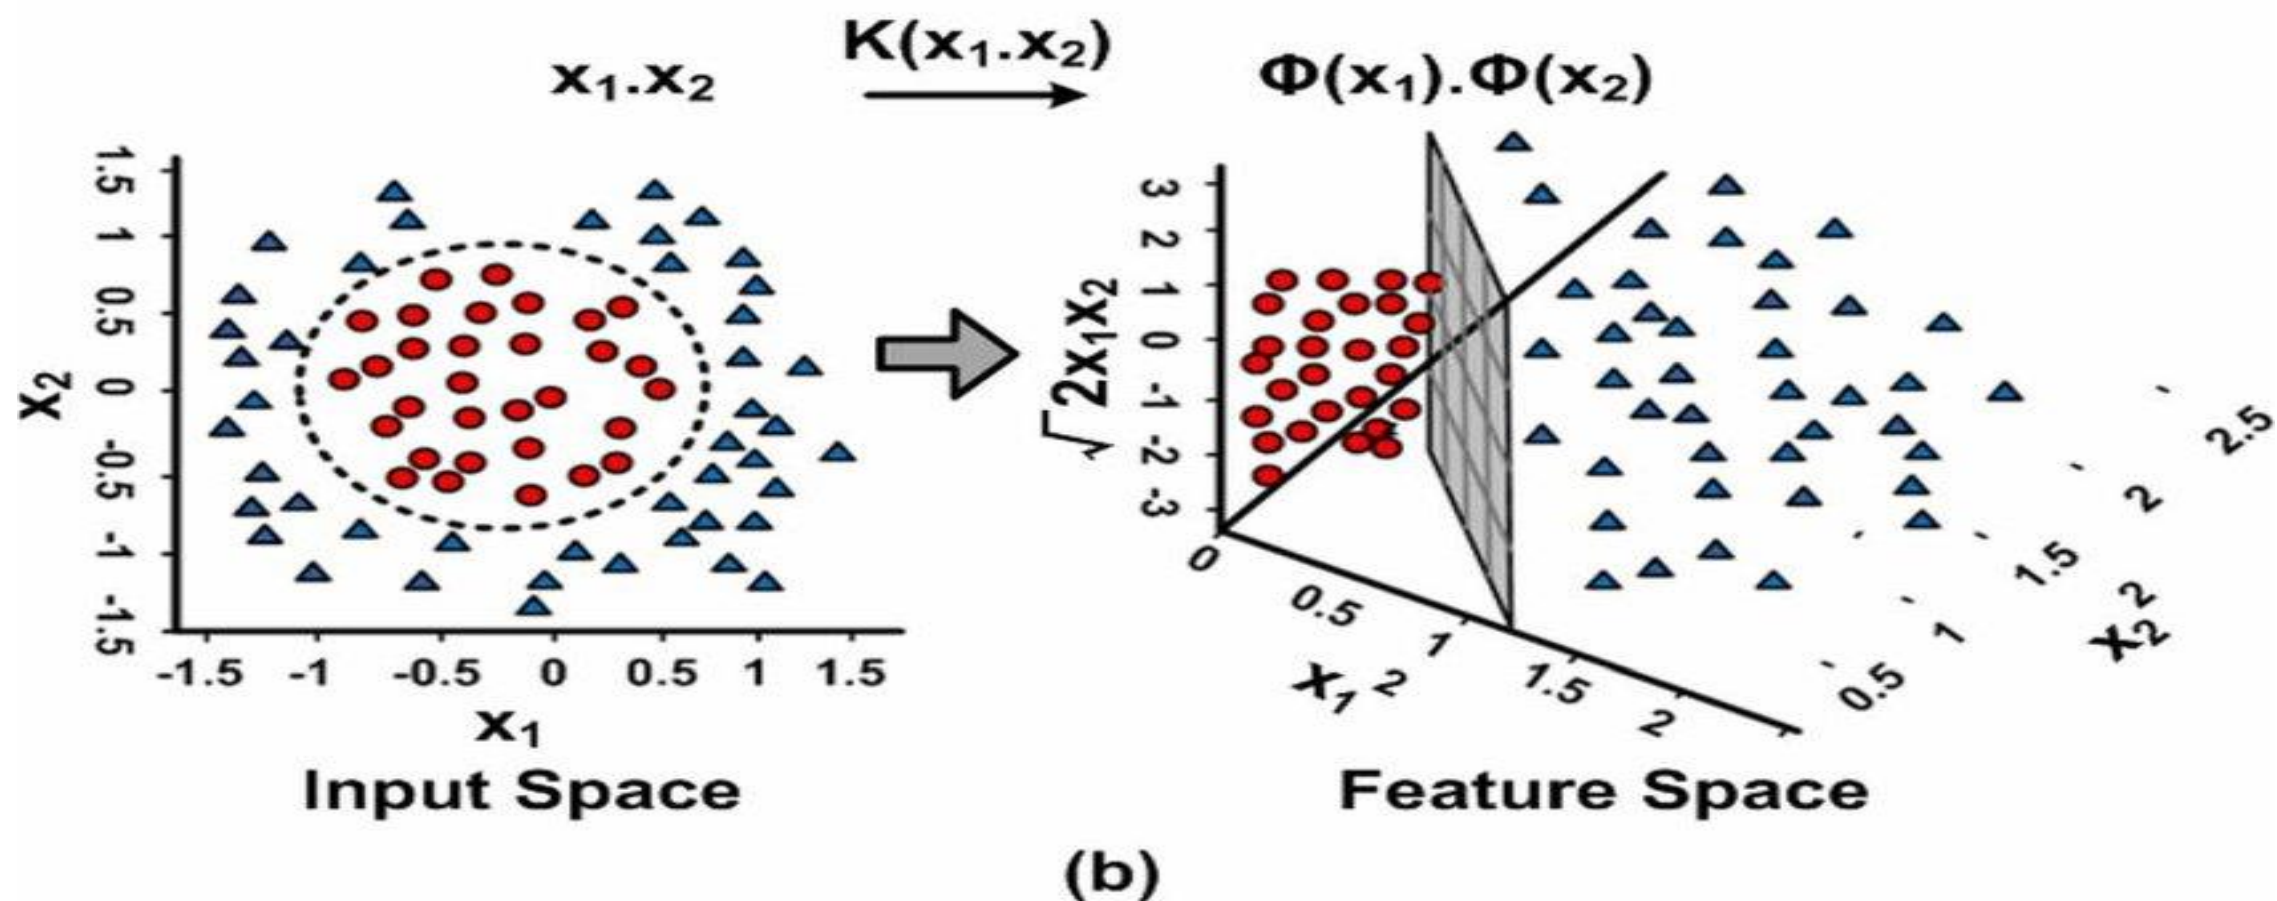 x₁.x₂
K(x₁.x₂)
Φ(x₁).Φ(x₂)
1.5
1
0.5
0
-0.5
-1
-1.5
x₂
-1.5 -1 -0.5 0 0.5 1 1.5
x₁
Input Space
3
2
1
0
-1
-2
-3
√2x₁x₂
0 0.5 1 1.5 2
x₁²
0.5 1 1.5 2 2.5
x₂²
Feature Space
(b)